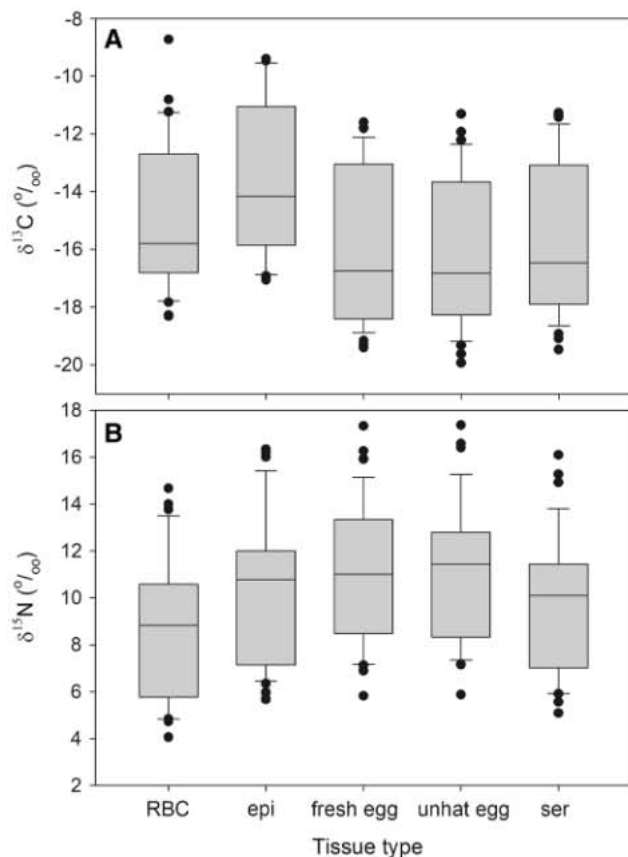 A
-8
-10
-12
-14
-16
-18
-20
δ¹³C (⁰/₀₀)
B
18
16
14
12
10
8
6
4
2
δ¹⁵N (⁰/₀₀)
RBC epi fresh egg unhat egg ser
Tissue type